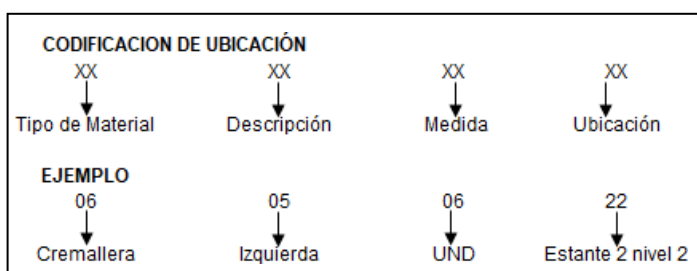 CODIFICACION DE UBICACIÓN
XX XX XX XX
Tipo de Material Descripción Medida Ubicación
EJEMPLO
06 05 06 22
Cremallera Izquierda UND Estante 2 nivel 2